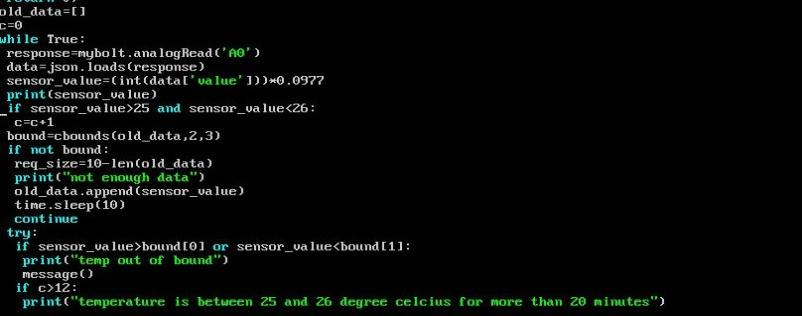 old_data=[]
c=0
while True:
response=mybolt.analogRead('A0')
data=json.loads(response)
sensor_value=(int(data['value']))*0.0977
print(sensor_value)
if sensor_value>25 and sensor_value<26:
c=c+1
bound=cbounds(old_data,2,3)
if not bound:
req_size=10-len(old_data)
print("not enough data")
old_data.append(sensor_value)
time.sleep(10)
continue
try:
if sensor_value>bound[0] or sensor_value<bound[1]:
print("temp out of bound")
message()
if c>12:
print("temperature is between 25 and 26 degree celcius for more than 20 minutes")